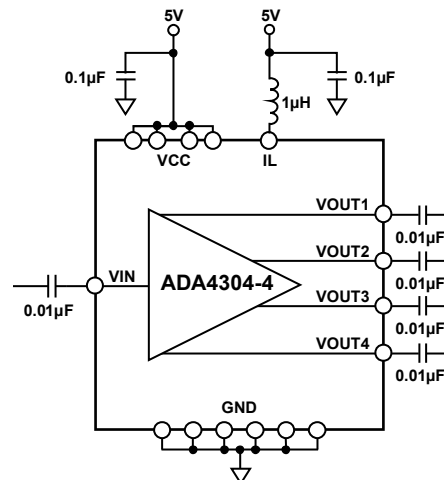 5V
5V
0.1µF
0.1µF
1µH
VCC
IL
VOUT1
0.01µF
VOUT2
0.01µF
VIN
ADA4304-4
VOUT3
0.01µF
0.01µF
VOUT4
0.01µF
GND